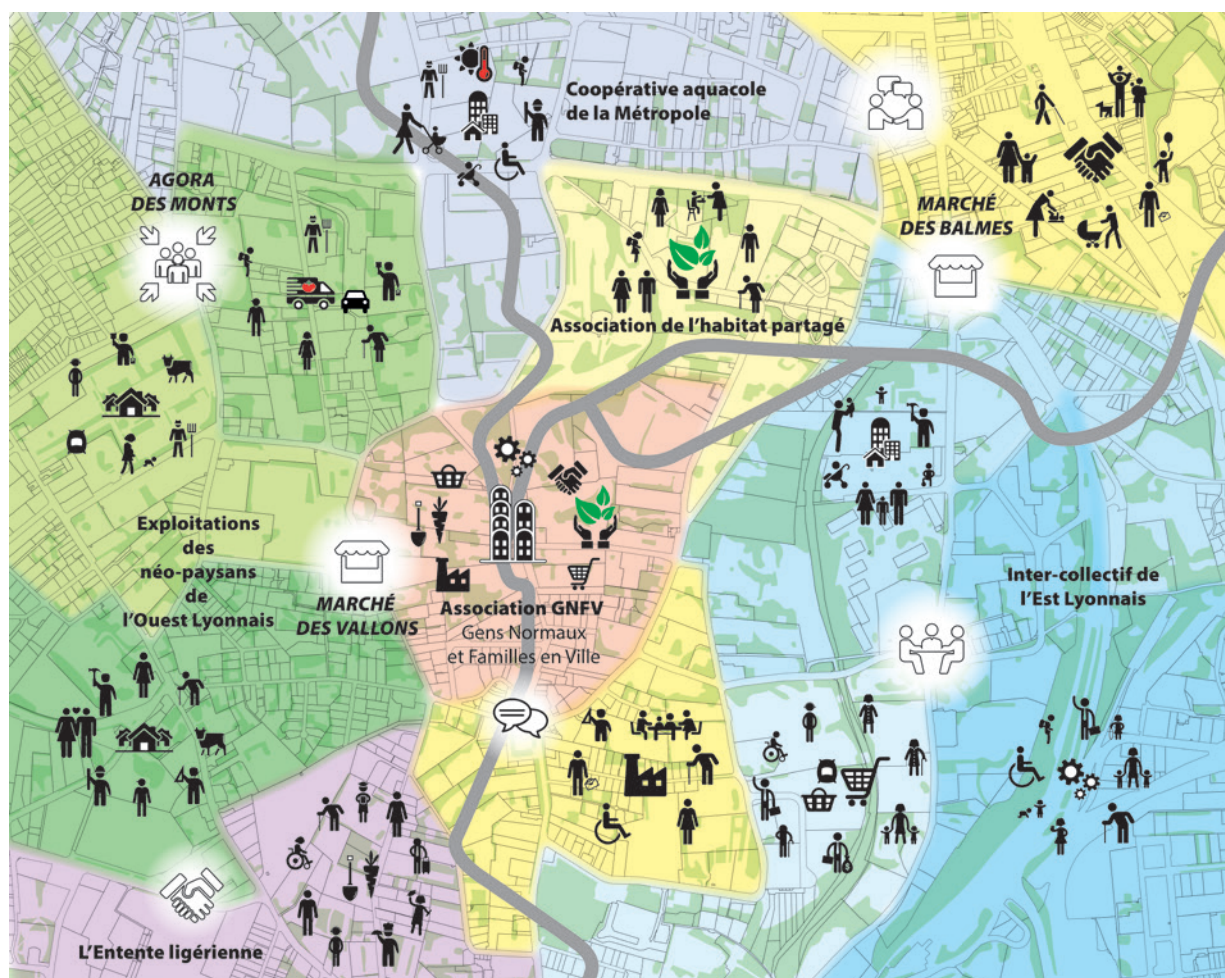 Coopérative aquacole
de la Métropole
AGORA
DES MONTS
MARCHÉ
DES BALMES
Association de l'habitat partagé
Exploitations
des
néo-paysans
de
l'Ouest Lyonnais
MARCHÉ
DES VALLONS
Association GNFV
Gens Normaux
et Familles en Ville
Inter-collectif de
l'Est Lyonnais
L'Entente ligérienne